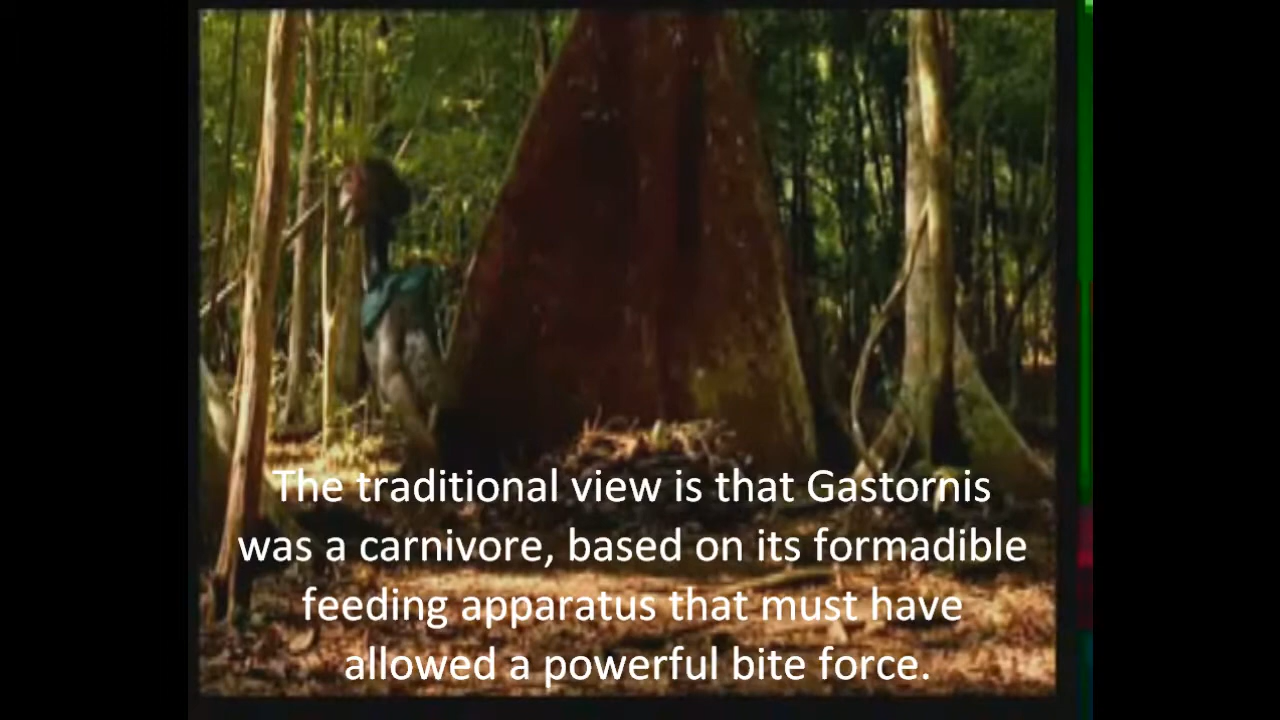 The traditional view is that Gastornis
was a carnivore, based on its formadible
feeding apparatus that must have
allowed a powerful bite force.